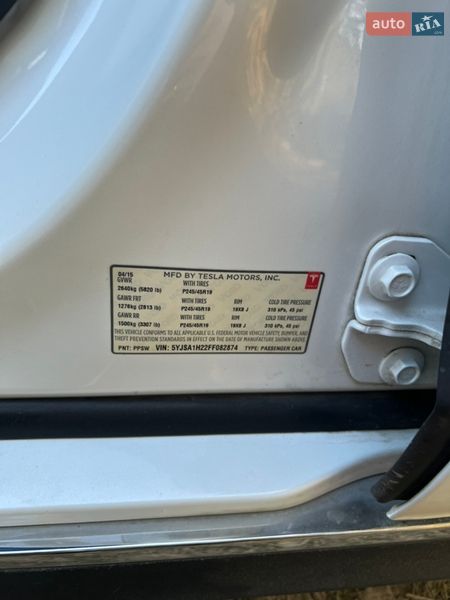 auto RIA
.com
04/15 MFD BY TESLA MOTORS, INC.
GVWR WITH TIRES
2640kg (5820 lb) P245/45R19
GAWR FRT WITH TIRES RIM COLD TIRE PRESSURE
1276kg (2813 lb) P245/45R19 19X8 J 310 kPa, 45 psi
GAWR RR WITH TIRES RIM COLD TIRE PRESSURE
1500kg (3307 lb) P245/45R19 19X8 J 310 kPa, 45 psi
THIS VEHICLE CONFORMS TO ALL APPLICABLE FEDERAL MOTOR VEHICLE SAFETY, BUMPER, AND
THEFT PREVENTION STANDARDS IN EFFECT ON THE DATE OF MANUFACTURE SHOWN ABOVE.
PNT: PPSW VIN: 5YJSA1H22FF082874 TYPE: PASSENGER CAR